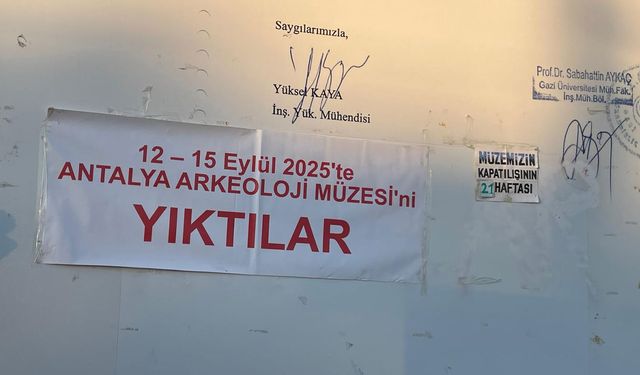 Saygılarımızla,
Yüksel KAYA
İnş. Yük. Mühendisi
Prof.Dr. Sabahattin AYKAÇ
Gazi Üniversitesi Müh.Fak.
İnş.Müh.Böl.
12 – 15 Eylül 2025'te
ANTALYA ARKEOLOJİ MÜZESİ'ni
YIKTILAR
MÜZEMİZİN
KAPATILIŞININ
21 HAFTASI